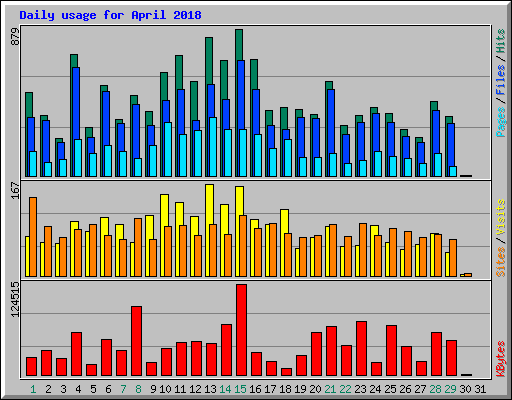 Daily usage for April 2018
879
Pages / Files / Hits
167
Sites / Visits
124515
KBytes
1 2 3 4 5 6 7 8 9 10 11 12 13 14 15 16 17 18 19 20 21 22 23 24 25 26 27 28 29 30 31